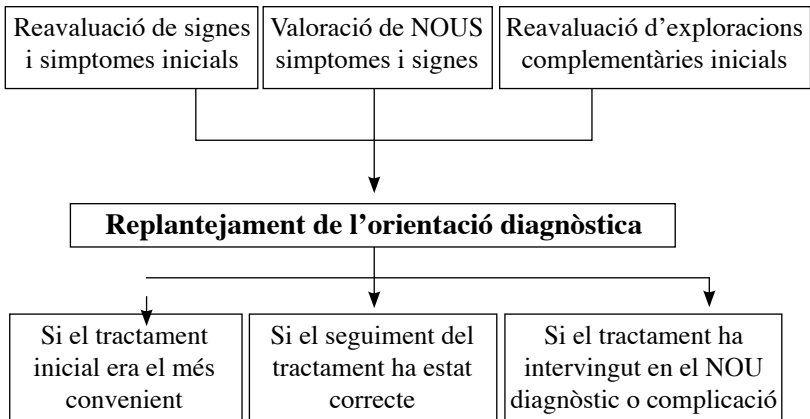 Reavaluació de signes
i simptomes inicials
Valoració de NOUS
simptomes i signes
Reavaluació d’exploracions
complementàries inicials
Replantejament de l’orientació diagnòstica
Si el tractament
inicial era el més
convenient
Si el seguiment del
tractament ha estat
correcte
Si el tractament ha
intervingut en el NOU
diagnòstic o complicació